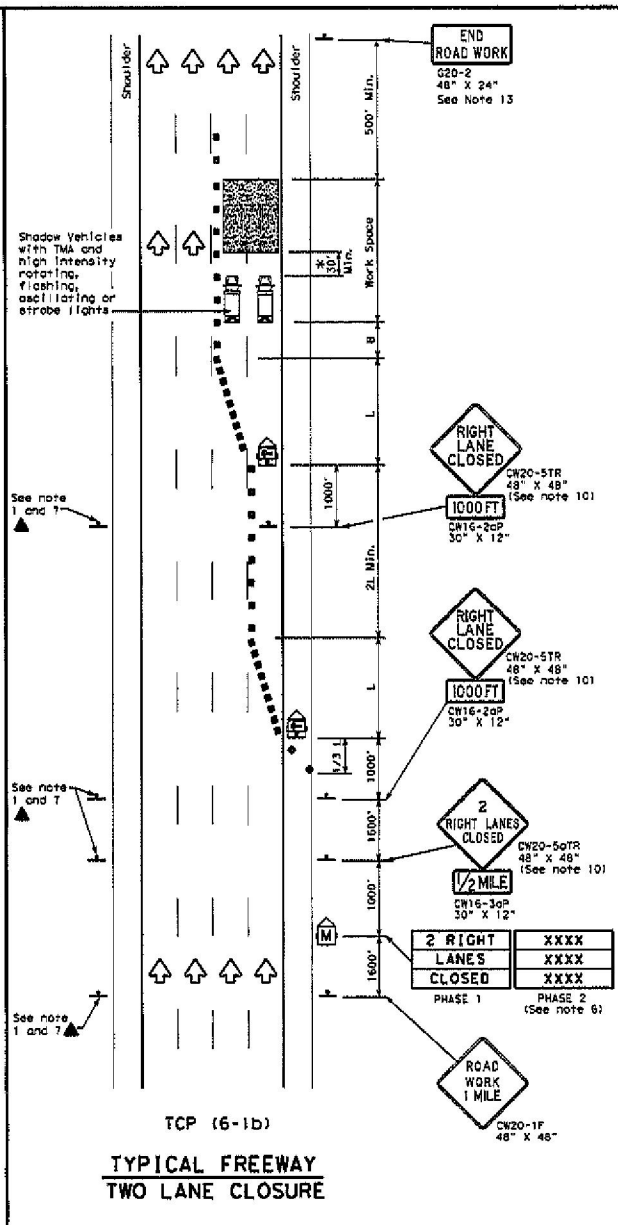 END
ROAD WORK
G20-2
48" X 24"
See Note 13
Shoulder
Shoulder
500' Min.
Work Space
* 30'
Min.
Shadow Vehicles
with TMA and
high intensity
rotating,
flashing,
oscillating or
strobe lights
B
L
RIGHT
LANE
CLOSED
CW20-5TR
48" X 48"
(See note 10)
1000 FT
CW16-2aP
30" X 12"
1000'
See note
1 and 7
2L Min.
RIGHT
LANE
CLOSED
CW20-5TR
48" X 48"
(See note 10)
1000 FT
CW16-2aP
30" X 12"
L
1/3 L
1000'
See note
1 and 7
1600'
2
RIGHT LANES
CLOSED
CW20-5aTR
48" X 48"
(See note 10)
1/2 MILE
CW16-3aP
30" X 12"
1000'
M
2 RIGHT
LANES
CLOSED
PHASE 1
XXXX
XXXX
XXXX
PHASE 2
(See note 6)
1600'
See note
1 and 7
ROAD
WORK
1 MILE
CW20-1F
48" X 48"
TCP (6-1b)
TYPICAL FREEWAY
TWO LANE CLOSURE